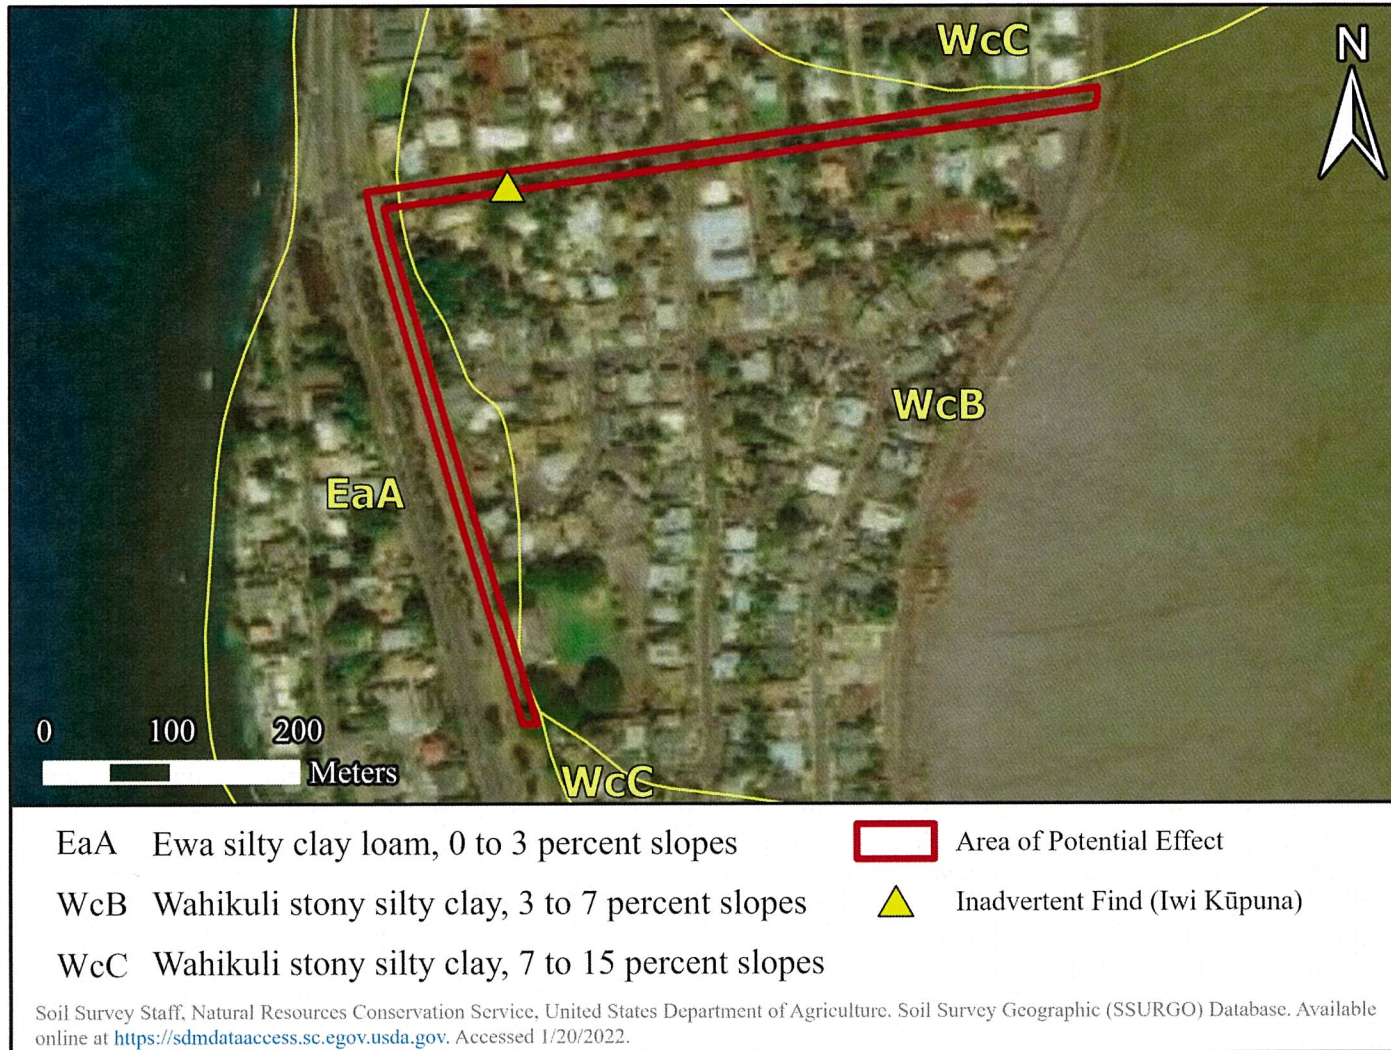 WcC
N
WcB
EaA
0 100 200
Meters
WcC
EaA Ewa silty clay loam, 0 to 3 percent slopes
Area of Potential Effect
WcB Wahikuli stony silty clay, 3 to 7 percent slopes
Inadvertent Find (Iwi Kūpuna)
WcC Wahikuli stony silty clay, 7 to 15 percent slopes
Soil Survey Staff, Natural Resources Conservation Service, United States Department of Agriculture. Soil Survey Geographic (SSURGO) Database. Available
online at https://sdmdataaccess.sc.egov.usda.gov. Accessed 1/20/2022.